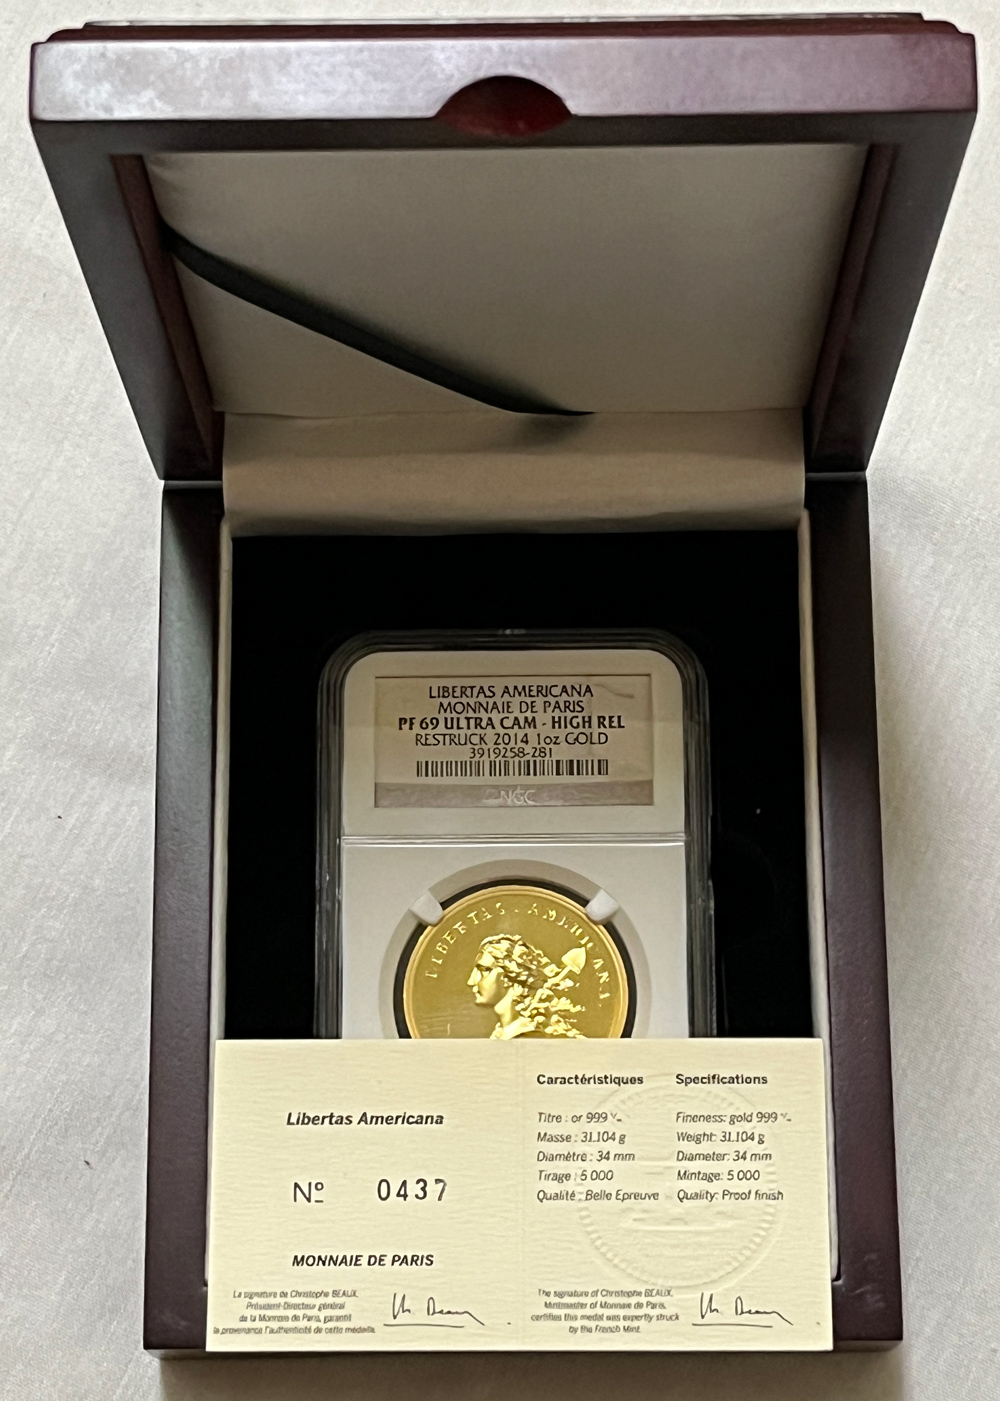 LIBERTAS AMERICANA
MONNAIE DE PARIS
PF 69 ULTRA CAM - HIGH REL
RESTRUCK 2014 1oz GOLD
3919258-281
NGC
LIBERTAS · AMERICANA
Libertas Americana
Nº 0437
MONNAIE DE PARIS
La signature de Christophe BEAUX,
Président-Directeur général
de la Monnaie de Paris, garantit
la provenance l'authenticité de cette médaille
Caractéristiques
Titre : or 999 ‰
Masse : 31.104 g
Diamètre : 34 mm
Tirage : 5 000
Qualité : Belle Epreuve
Specifications
Fineness: gold 999 ‰
Weight: 31.104 g
Diameter: 34 mm
Mintage: 5 000
Quality: Proof finish
The signature of Christophe BEAUX,
Mintmaster of Monnaie de Paris,
certifies this medal was expertly struck
by the French Mint